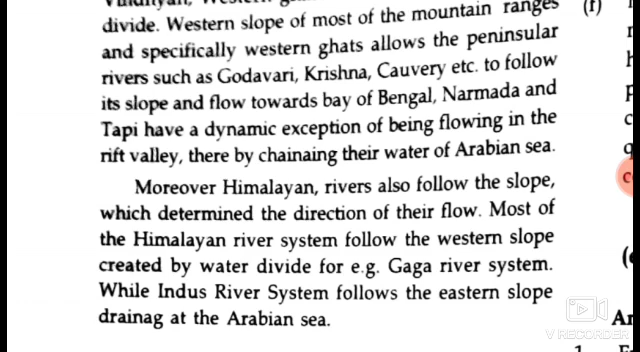 divide. Western slope of most of the mountain ranges
and specifically western ghats allows the peninsular
rivers such as Godavari, Krishna, Cauvery etc. to follow
its slope and flow towards bay of Bengal, Narmada and
Tapi have a dynamic exception of being flowing in the
rift valley, there by chainaing their water of Arabian sea.
Moreover Himalayan, rivers also follow the slope,
which determined the direction of their flow. Most of
the Himalayan river system follow the western slope
created by water divide for e.g. Gaga river system.
While Indus River System follows the eastern slope
drainag at the Arabian sea.
(f)
V RECORDER